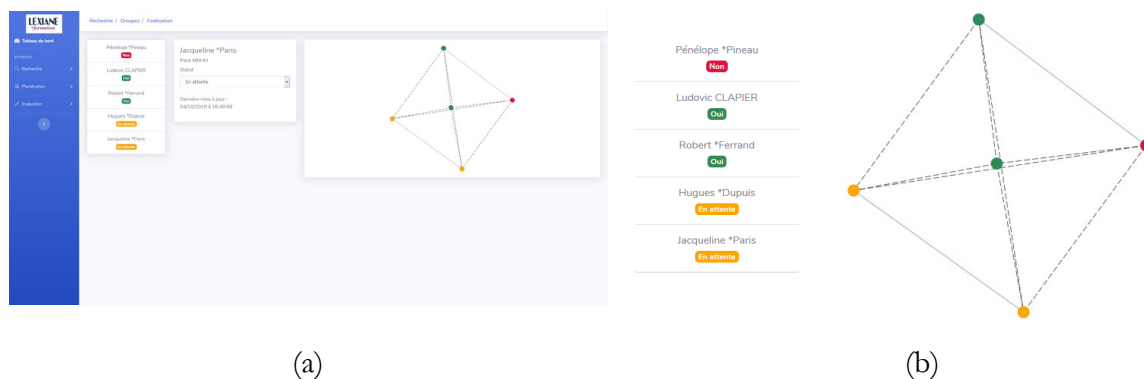 LEXIANE
*formation
Tableau de bord
Recherche
Planification
Evaluation
Recherche / Groupes / Finalisation
Pénélope *Pineau
Non
Ludovic CLAPIER
Oui
Robert *Ferrand
Oui
Hugues *Dupuis
En attente
Jacqueline *Paris
En attente
Jacqueline *Paris
Statut
En attente
Dernière mise à jour :
(a)
Pénélope *Pineau
Non
Ludovic CLAPIER
Oui
Robert *Ferrand
Oui
Hugues *Dupuis
En attente
Jacqueline *Paris
En attente
(b)